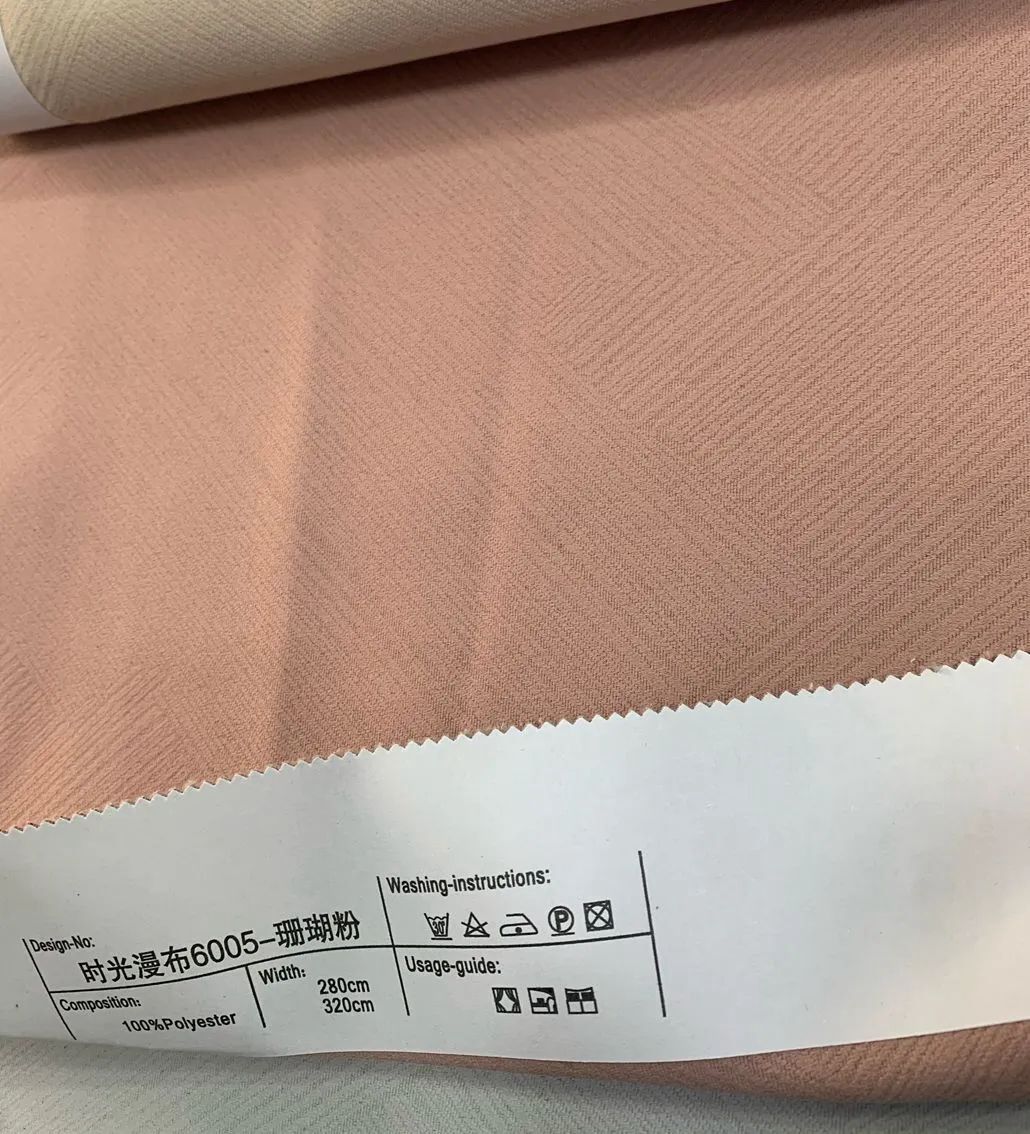 Design-No:
时光漫布6005-珊瑚粉
Composition:
100%Polyester
Width:
280cm
320cm
Washing-instructions:
30°
P
Usage-guide: